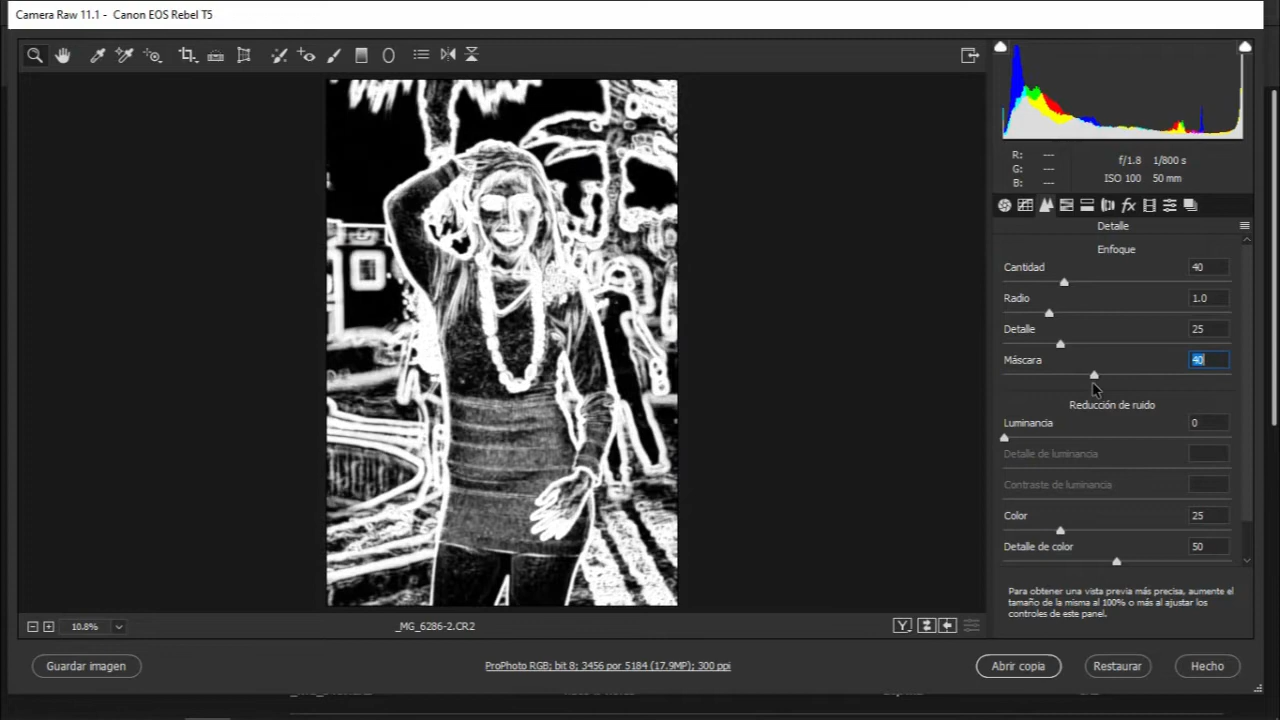 Camera Raw 11.1 - Canon EOS Rebel T5
R: ---
G: ---
B: ---
f/1.8 1/800 s
ISO 100 50 mm
Detalle
Enfoque
Cantidad 40
Radio 1.0
Detalle 25
Máscara 40
Reducción de ruido
Luminancia 0
Detalle de luminancia
Contraste de luminancia
Color 25
Detalle de color 50
Para obtener una vista previa más precisa, aumente el
tamaño de la misma al 100% o más al ajustar los
controles de este panel.
10.8%
_MG_6286-2.CR2
Y
Guardar imagen
ProPhoto RGB; bit 8; 3456 por 5184 (17.9MP); 300 ppi
Abrir copia
Restaurar
Hecho